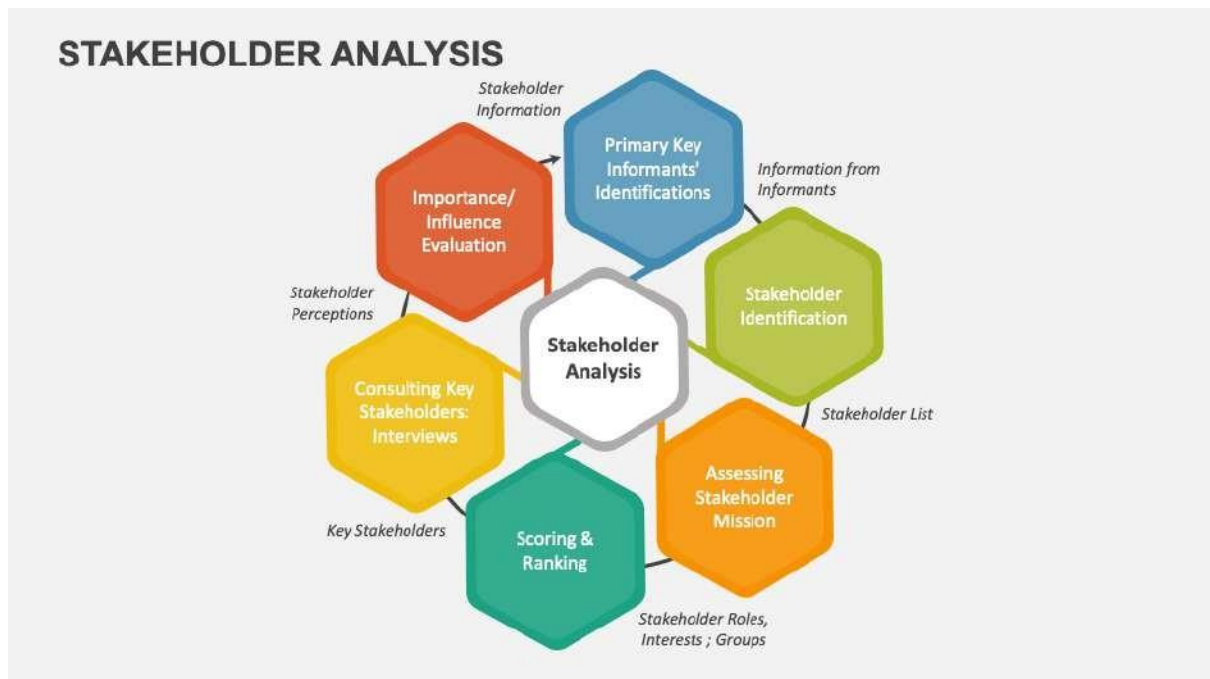 STAKEHOLDER ANALYSIS
Stakeholder
Information
Primary Key
Informants'
Identifications
Information from
Informants
Stakeholder
Identification
Stakeholder List
Assessing
Stakeholder
Mission
Stakeholder Roles,
Interests ; Groups
Scoring &
Ranking
Key Stakeholders
Consulting Key
Stakeholders:
Interviews
Stakeholder
Perceptions
Importance/
Influence
Evaluation
Stakeholder
Analysis